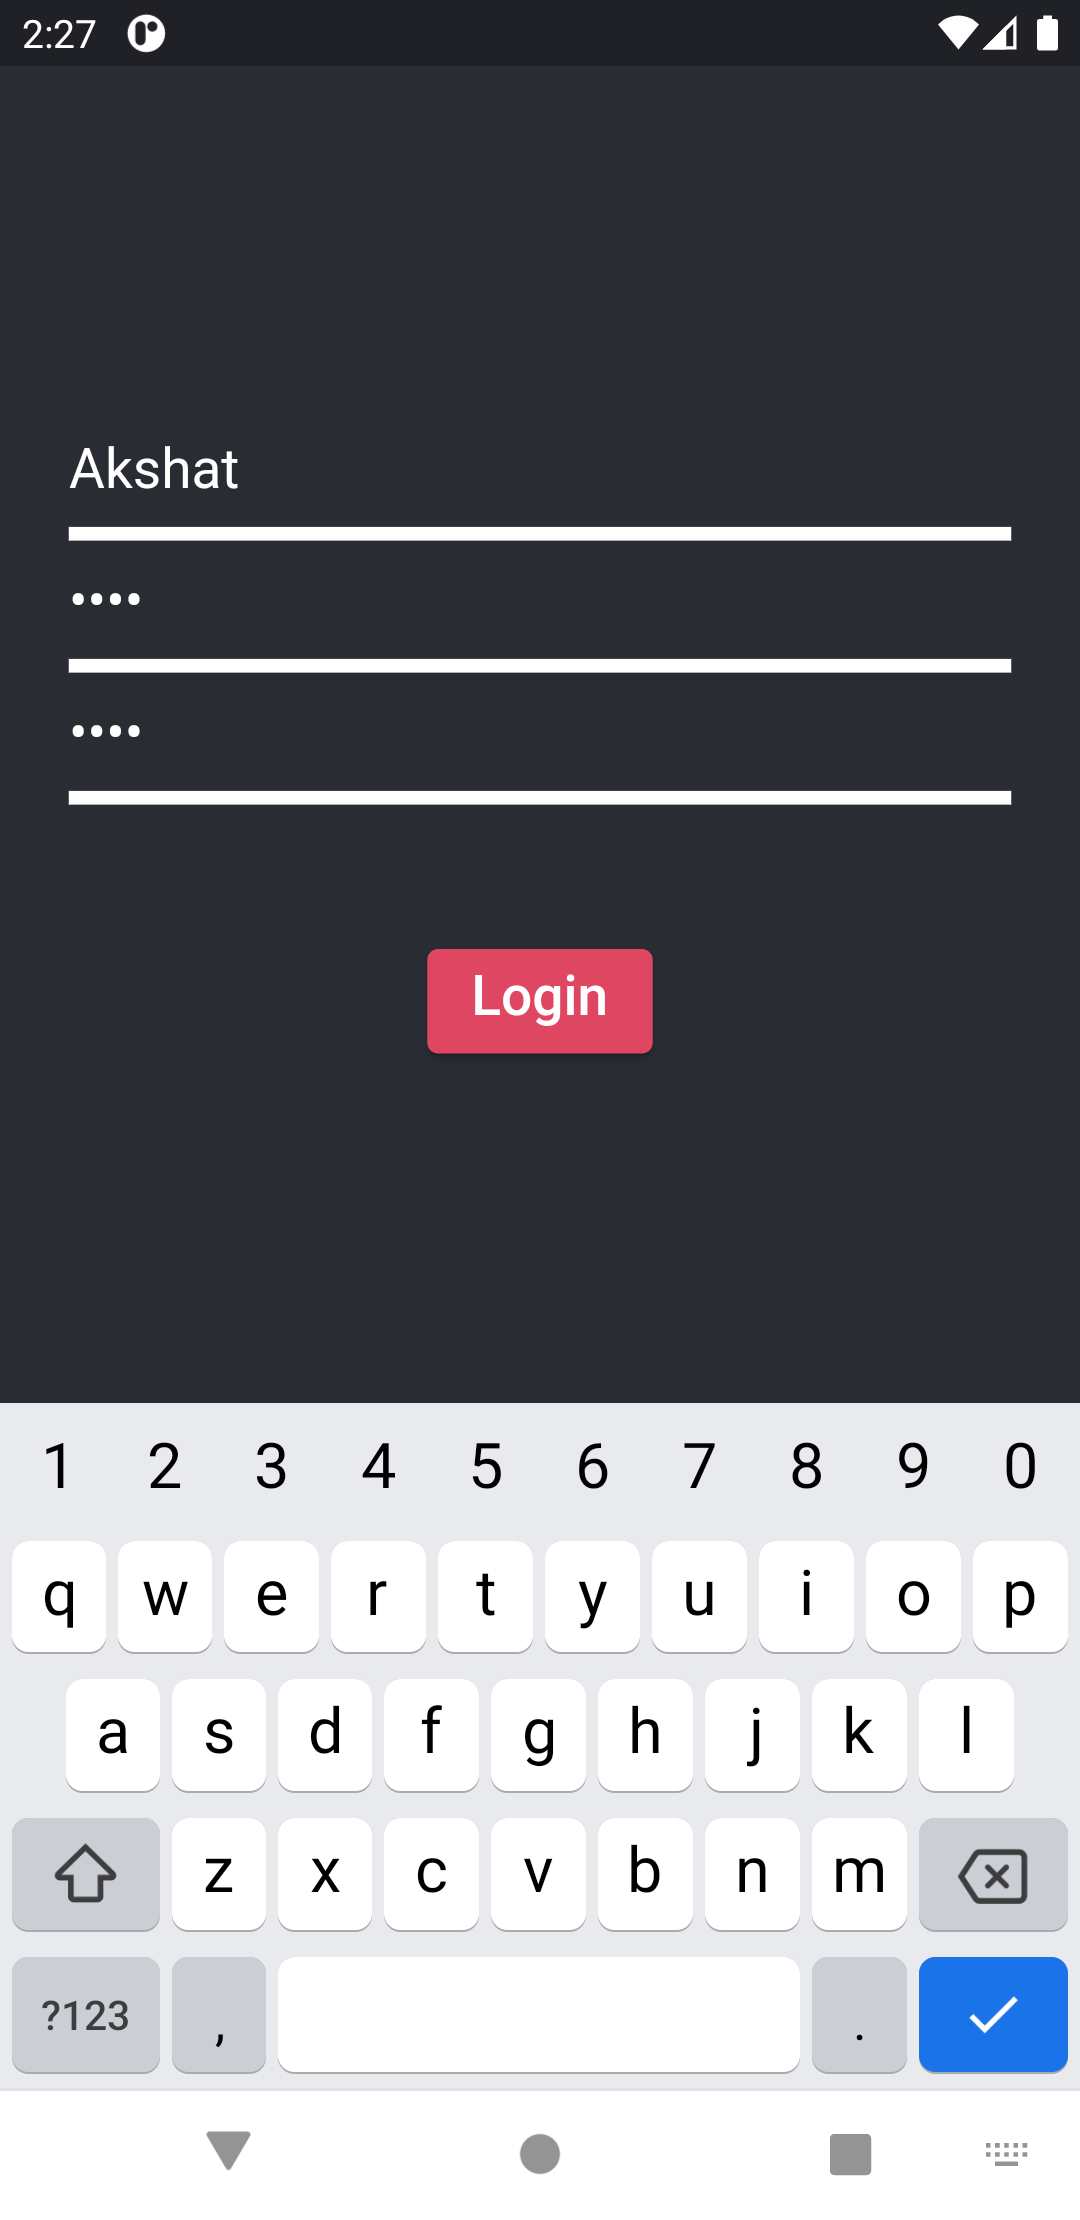 2:27
Akshat
••••
••••
Login
1 2 3 4 5 6 7 8 9 0
q w e r t y u i o p
a s d f g h j k l
z x c v b n m
?123 , .